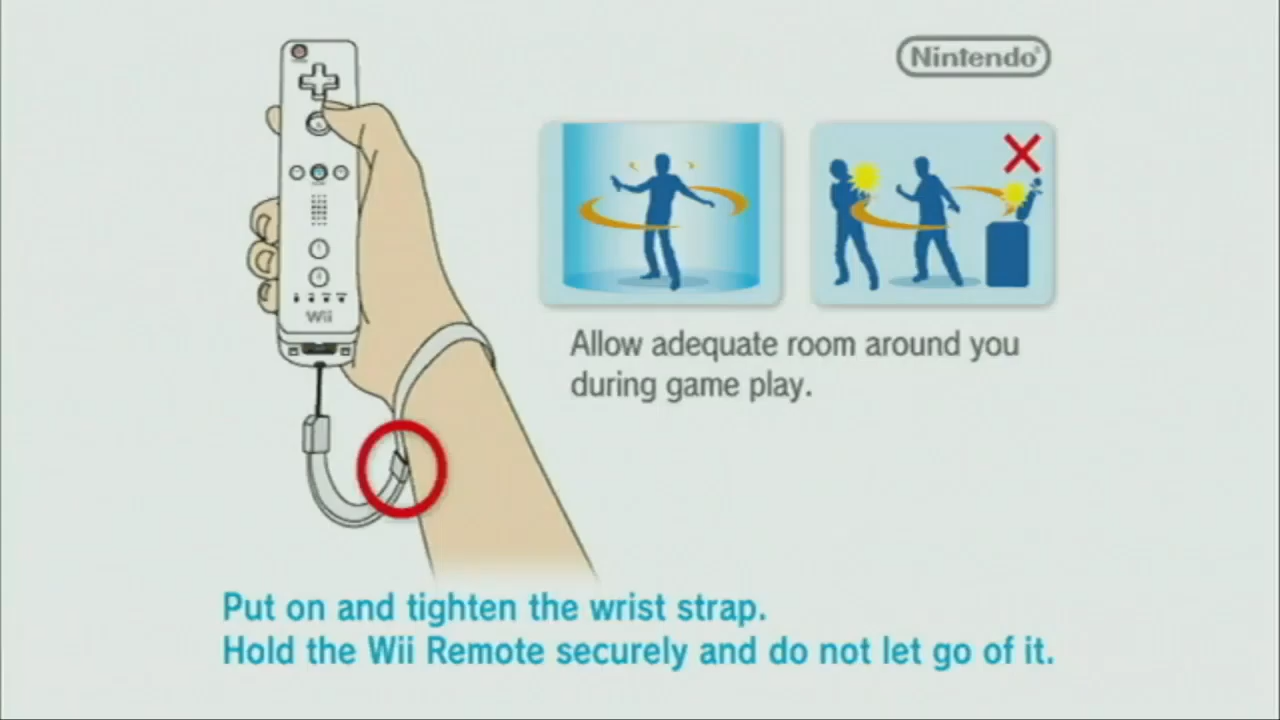 Nintendo
Wii
Allow adequate room around you
during game play.
Put on and tighten the wrist strap.
Hold the Wii Remote securely and do not let go of it.